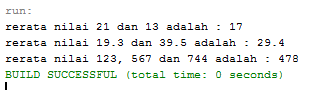 run:
rerata nilai 21 dan 13 adalah : 17
rerata nilai 19.3 dan 39.5 adalah : 29.4
rerata nilai 123, 567 dan 744 adalah : 478
BUILD SUCCESSFUL (total time: 0 seconds)